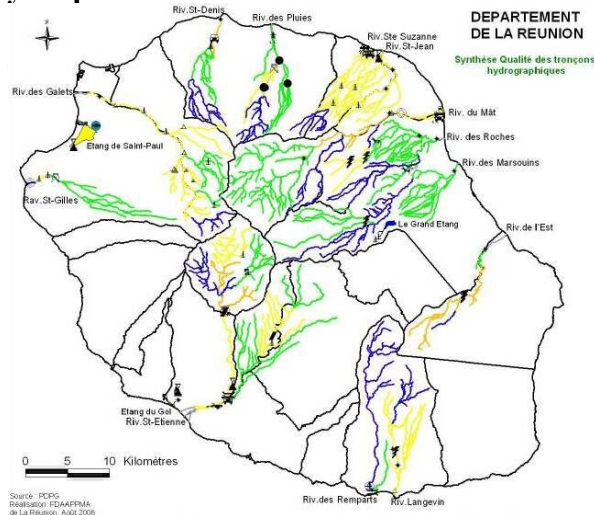 DEPARTEMENT
DE LA REUNION
Synthèse Qualité des tronçons
hydrographiques
Riv.St-Denis
Riv.des Pluies
Riv.Ste Suzanne
Riv.St-Jean
Riv.des Galets
Riv. du Mât
Riv. des Roches
Etang de Saint-Paul
Riv.des Marsouins
Rav.St-Gilles
Le Grand Etang
Riv.de l'Est
Etang du Gol
Riv.St-Etienne
0 5 10 Kilométres
Riv.des Remparts
Riv.Langevin
Source : PDPG
Réalisation: FDAAPPMA
de La Réunion. Août 2008